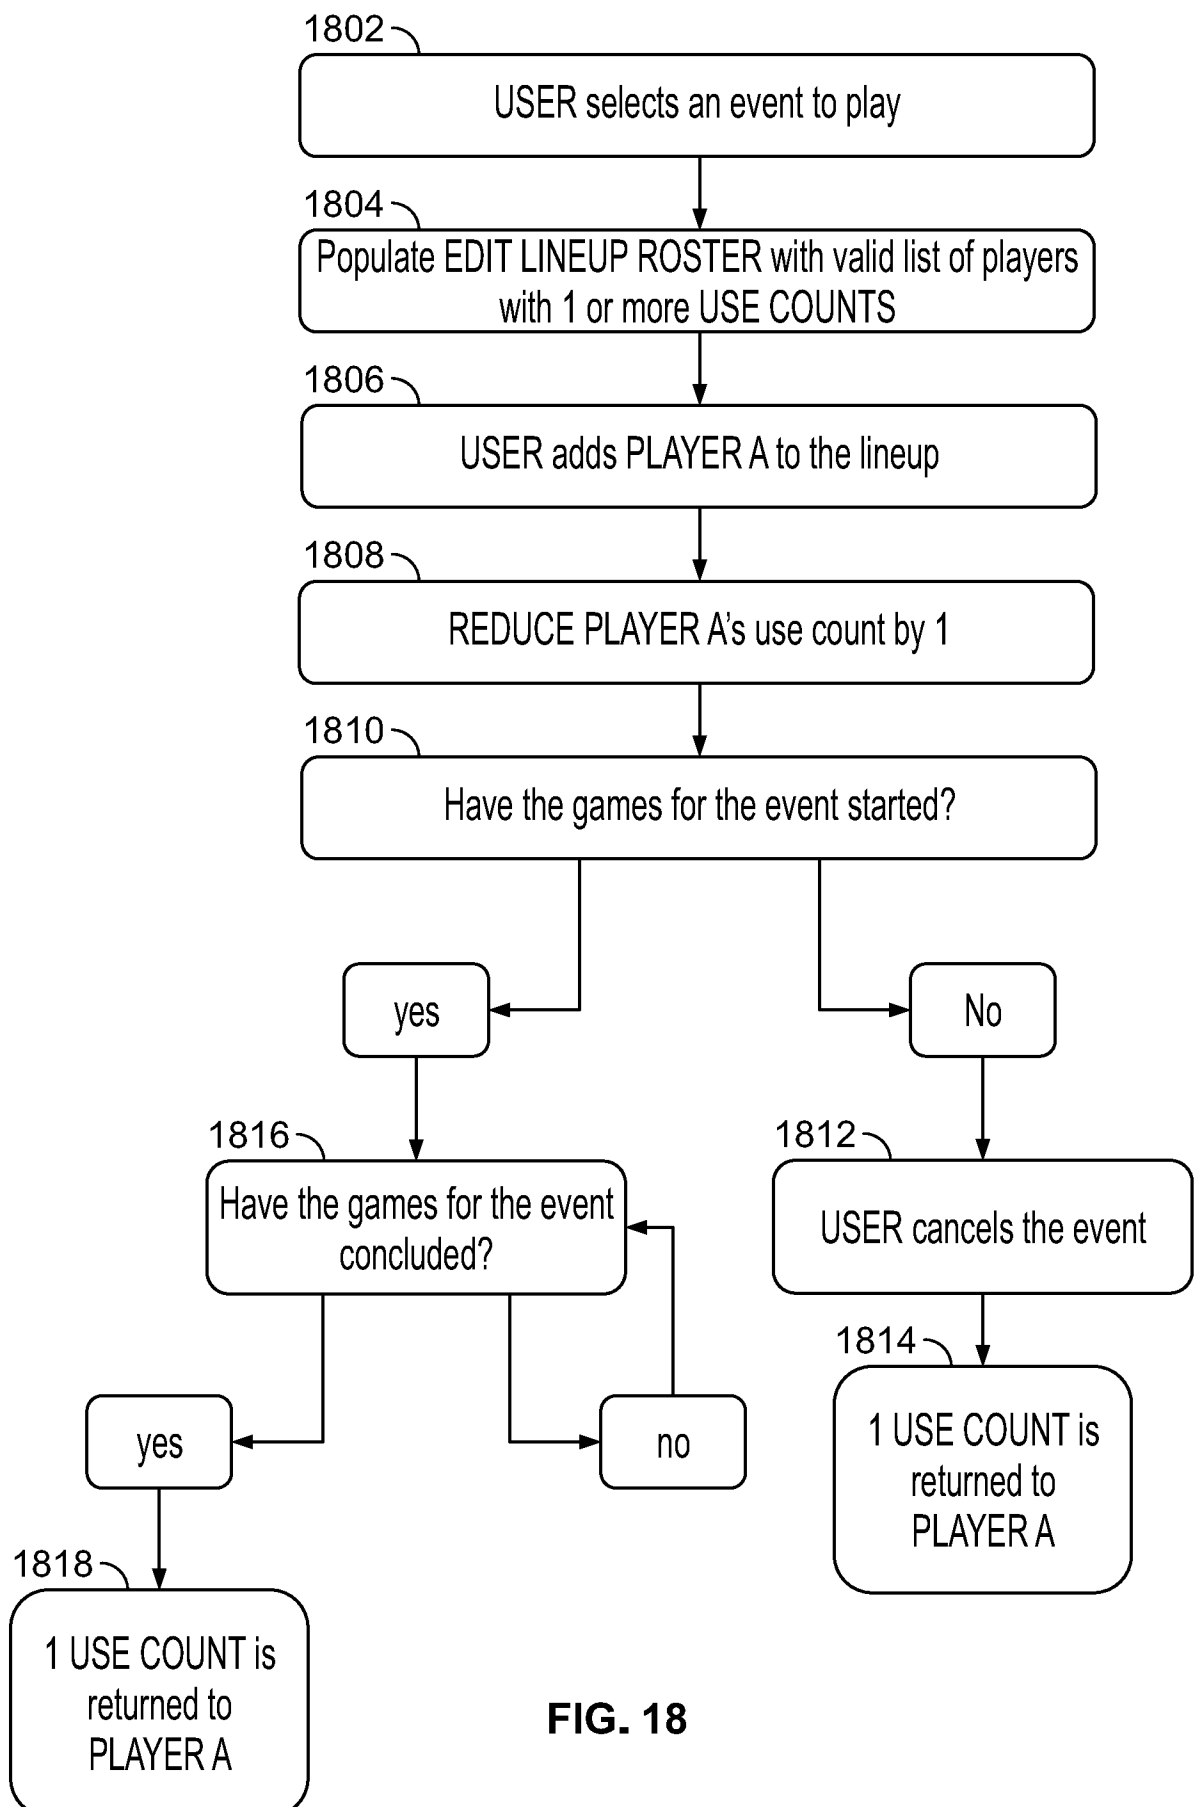 1802
USER selects an event to play
1804
Populate EDIT LINEUP ROSTER with valid list of players
with 1 or more USE COUNTS
1806
USER adds PLAYER A to the lineup
1808
REDUCE PLAYER A's use count by 1
1810
Have the games for the event started?
yes
No
1816
Have the games for the event
concluded?
1812
USER cancels the event
1814
1 USE COUNT is
returned to
PLAYER A
yes
no
1818
1 USE COUNT is
returned to
PLAYER A
FIG. 18